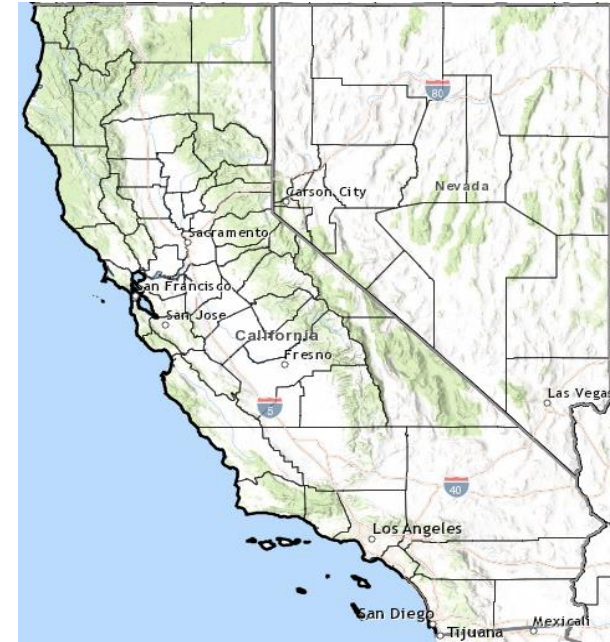 80
Carson City
Nevada
Sacramento
San Francisco
San Jose
California
Fresno
Las Vegas
5
40
Los Angeles
San Diego
Mexicali
Tijuana